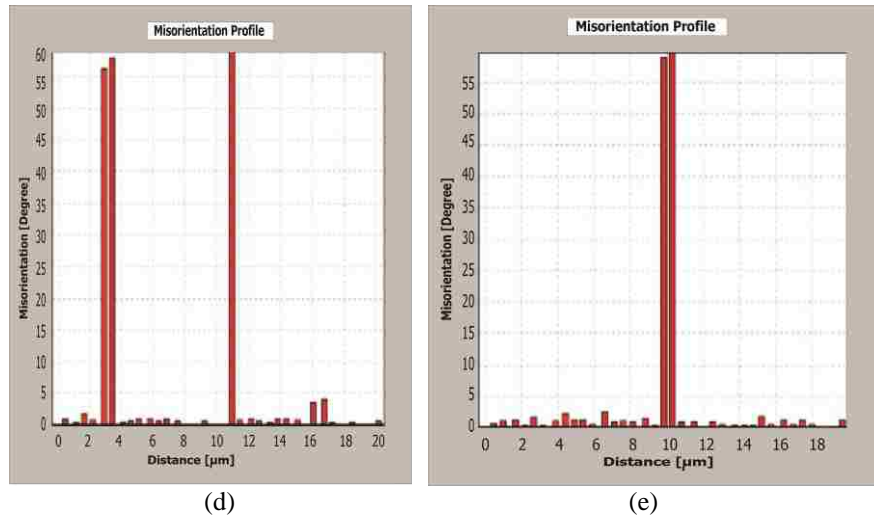 Misorientation Profile
Misorientation [Degree]
60
55
50
45
40
35
30
25
20
15
10
5
0
0 2 4 6 8 10 12 14 16 18 20
Distance [µm]
(d)
Misorientation Profile
Misorientation [Degree]
55
50
45
40
35
30
25
20
15
10
5
0
0 2 4 6 8 10 12 14 16 18
Distance [µm]
(e)